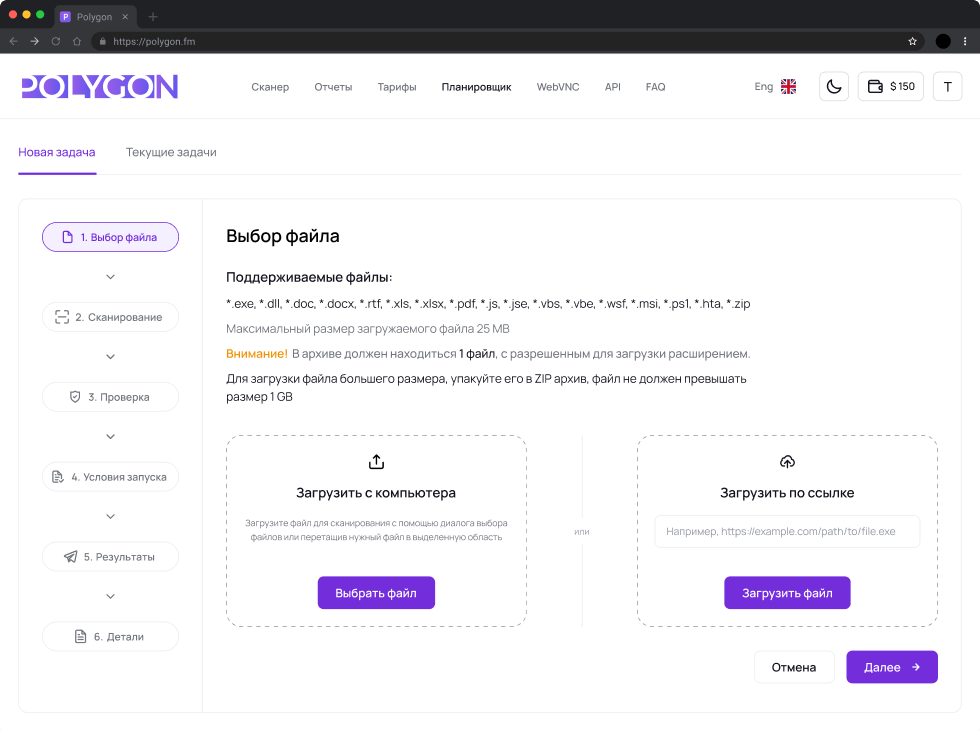 P Polygon
https://polygon.fm
POLYGON
Сканер Отчеты Тарифы Планировщик WebVNC API FAQ Eng $ 150 T
Новая задача Текущие задачи
1. Выбор файла
2. Сканирование
3. Проверка
4. Условия запуска
5. Результаты
6. Детали
Выбор файла
Поддерживаемые файлы:
*.exe, *.dll, *.doc, *.docx, *.rtf, *.xls, *.xlsx, *.pdf, *.js, *.jse, *.vbs, *.vbe, *.wsf, *.msi, *.ps1, *.hta, *.zip
Максимальный размер загружаемого файла 25 MB
Внимание! В архиве должен находиться 1 файл, с разрешенным для загрузки расширением.
Для загрузки файла большего размера, упакуйте его в ZIP архив, файл не должен превышать
размер 1 GB
Загрузить с компьютера
Загрузите файл для сканирования с помощью диалога выбора
файлов или перетащив нужный файл в выделенную область
Выбрать файл
или
Загрузить по ссылке
Например, https://example.com/path/to/file.exe
Загрузить файл
Отмена
Далее